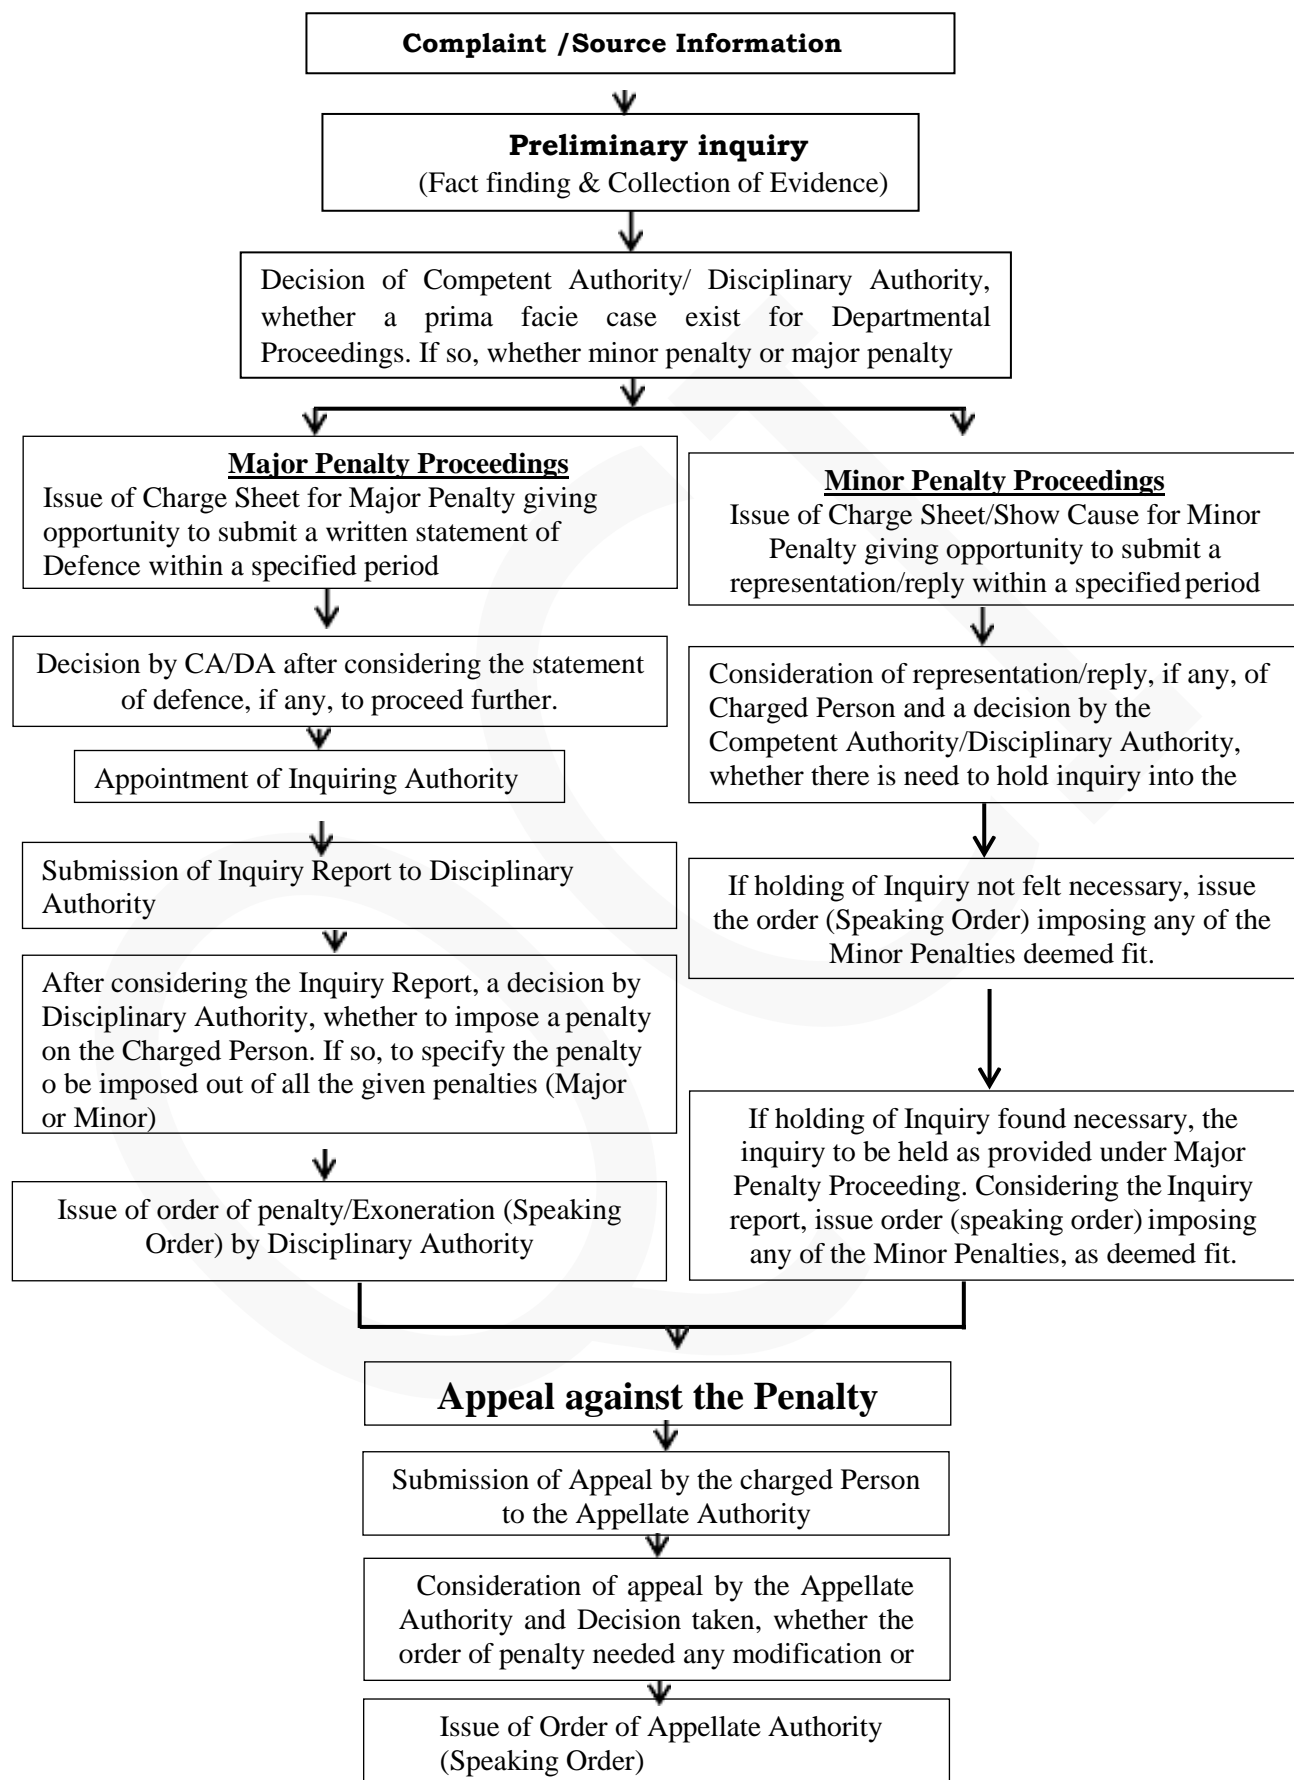 Complaint /Source Information
Preliminary inquiry
(Fact finding & Collection of Evidence)
Decision of Competent Authority/ Disciplinary Authority,
whether a prima facie case exist for Departmental
Proceedings. If so, whether minor penalty or major penalty
Major Penalty Proceedings
Issue of Charge Sheet for Major Penalty giving
opportunity to submit a written statement of
Defence within a specified period
Decision by CA/DA after considering the statement
of defence, if any, to proceed further.
Appointment of Inquiring Authority
Submission of Inquiry Report to Disciplinary
Authority
After considering the Inquiry Report, a decision by
Disciplinary Authority, whether to impose a penalty
on the Charged Person. If so, to specify the penalty
o be imposed out of all the given penalties (Major
or Minor)
Issue of order of penalty/Exoneration (Speaking
Order) by Disciplinary Authority
Minor Penalty Proceedings
Issue of Charge Sheet/Show Cause for Minor
Penalty giving opportunity to submit a
representation/reply within a specified period
Consideration of representation/reply, if any, of
Charged Person and a decision by the
Competent Authority/Disciplinary Authority,
whether there is need to hold inquiry into the
If holding of Inquiry not felt necessary, issue
the order (Speaking Order) imposing any of the
Minor Penalties deemed fit.
If holding of Inquiry found necessary, the
inquiry to be held as provided under Major
Penalty Proceeding. Considering the Inquiry
report, issue order (speaking order) imposing
any of the Minor Penalties, as deemed fit.
Appeal against the Penalty
Submission of Appeal by the charged Person
to the Appellate Authority
Consideration of appeal by the Appellate
Authority and Decision taken, whether the
order of penalty needed any modification or
Issue of Order of Appellate Authority
(Speaking Order)